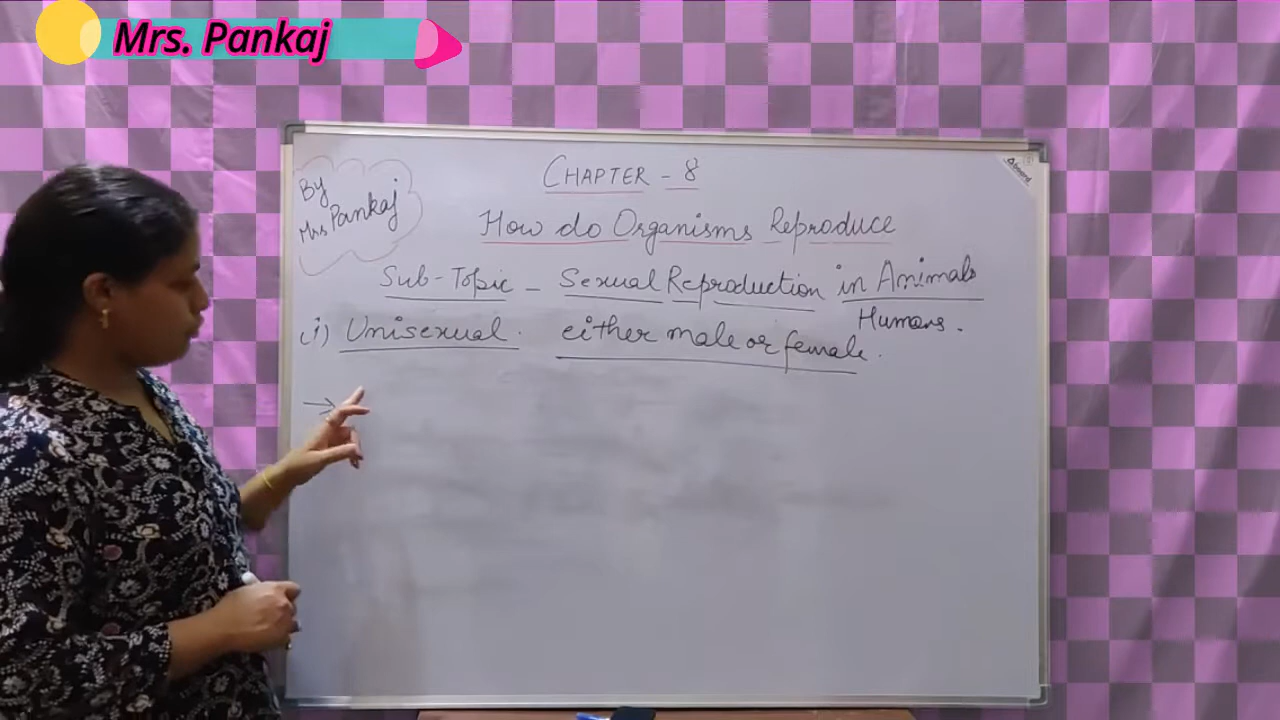 Mrs. Pankaj
By
Mrs Pankaj
CHAPTER - 8
How do Organisms Reproduce
Sub-Topic - Sexual Reproduction in Animals
Humans.
(i) Unisexual. either male or female.